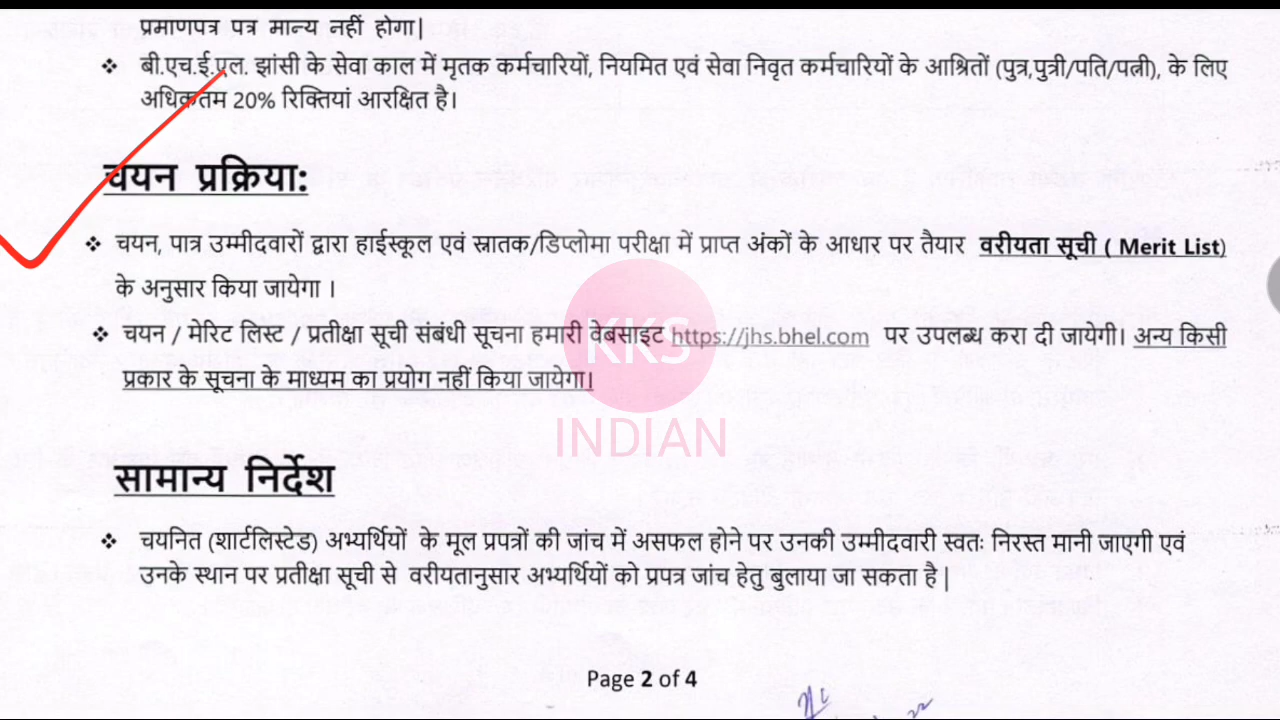 प्रमाणपत्र पत्र मान्य नहीं होगा|
❖ बी.एच.ई.एल. झांसी के सेवा काल में मृतक कर्मचारियों, नियमित एवं सेवा निवृत कर्मचारियों के आश्रितों (पुत्र,पुत्री/पति/पत्नी), के लिए
अधिकतम 20% रिक्तियां आरक्षित है।
चयन प्रक्रिया:
❖ चयन, पात्र उम्मीदवारों द्वारा हाईस्कूल एवं स्नातक/डिप्लोमा परीक्षा में प्राप्त अंकों के आधार पर तैयार वरीयता सूची ( Merit List)
के अनुसार किया जायेगा ।
❖ चयन / मेरिट लिस्ट / प्रतीक्षा सूची संबंधी सूचना हमारी वेबसाइट https://jhs.bhel.com पर उपलब्ध करा दी जायेगी। अन्य किसी
प्रकार के सूचना के माध्यम का प्रयोग नहीं किया जायेगा।
KKS
INDIAN
सामान्य निर्देश
❖ चयनित (शार्टलिस्टेड) अभ्यर्थियों के मूल प्रपत्रों की जांच में असफल होने पर उनकी उम्मीदवारी स्वतः निरस्त मानी जाएगी एवं
उनके स्थान पर प्रतीक्षा सूची से वरीयतानुसार अभ्यर्थियों को प्रपत्र जांच हेतु बुलाया जा सकता है|
Page 2 of 4